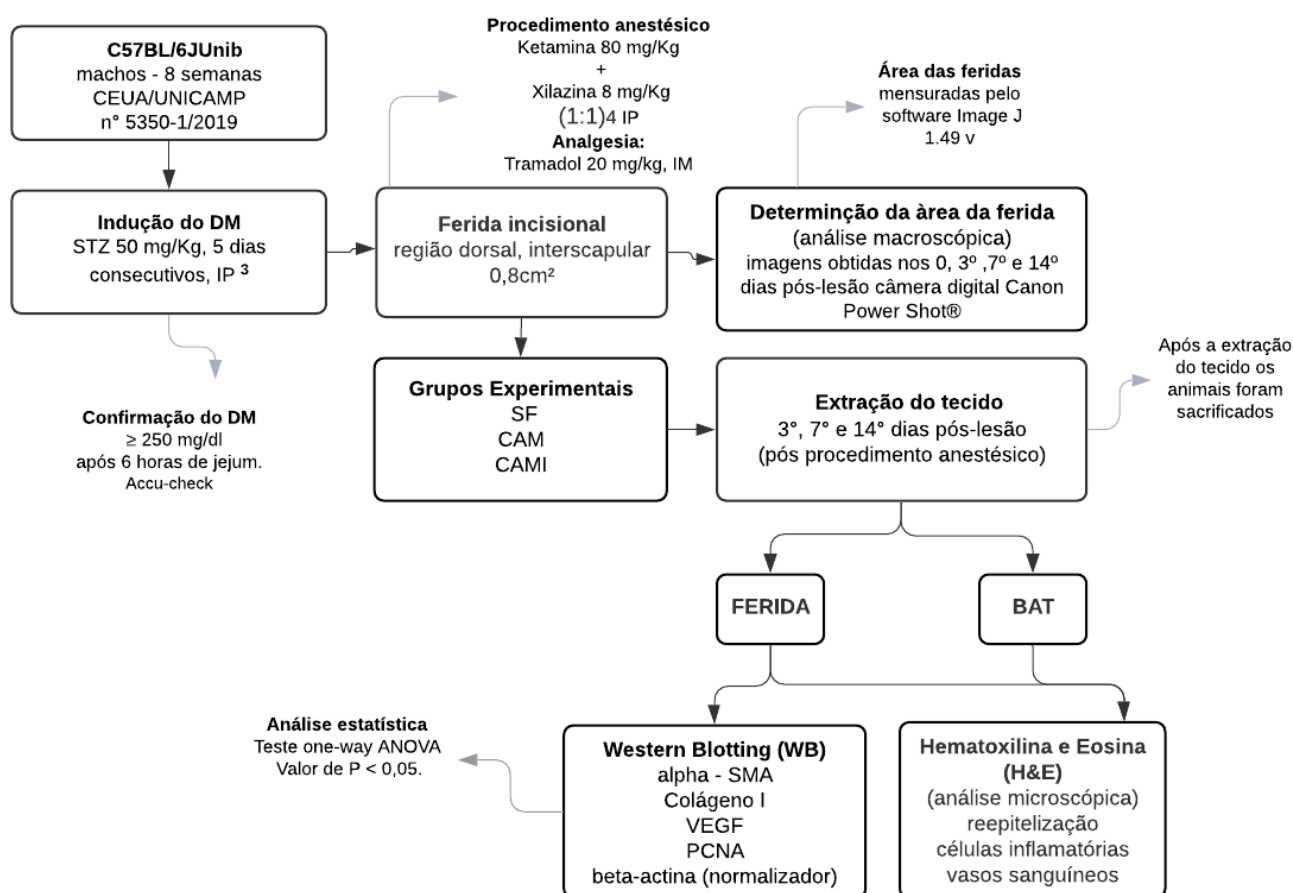 C57BL/6JUnib
machos - 8 semanas
CEUA/UNICAMP
n° 5350-1/2019
Procedimento anestésico
Ketamina 80 mg/Kg
+
Xilazina 8 mg/Kg
(1:1)4 IP
Analgesia:
Tramadol 20 mg/kg, IM
Área das feridas
mensuradas pelo
software Image J
1.49 v
Indução do DM
STZ 50 mg/Kg, 5 dias
consecutivos, IP ³
Ferida incisional
região dorsal, interscapular
0,8cm²
Determinção da àrea da ferida
(análise macroscópica)
imagens obtidas nos 0, 3º ,7º e 14º
dias pós-lesão câmera digital Canon
Power Shot®
Confirmação do DM
≥ 250 mg/dl
após 6 horas de jejum.
Accu-check
Grupos Experimentais
SF
CAM
CAMI
Extração do tecido
3°, 7° e 14° dias pós-lesão
(pós procedimento anestésico)
Após a extração
do tecido os
animais foram
sacrificados
FERIDA
BAT
Análise estatística
Teste one-way ANOVA
Valor de P < 0,05.
Western Blotting (WB)
alpha - SMA
Colágeno I
VEGF
PCNA
beta-actina (normalizador)
Hematoxilina e Eosina
(H&E)
(análise microscópica)
reepitelização
células inflamatórias
vasos sanguíneos